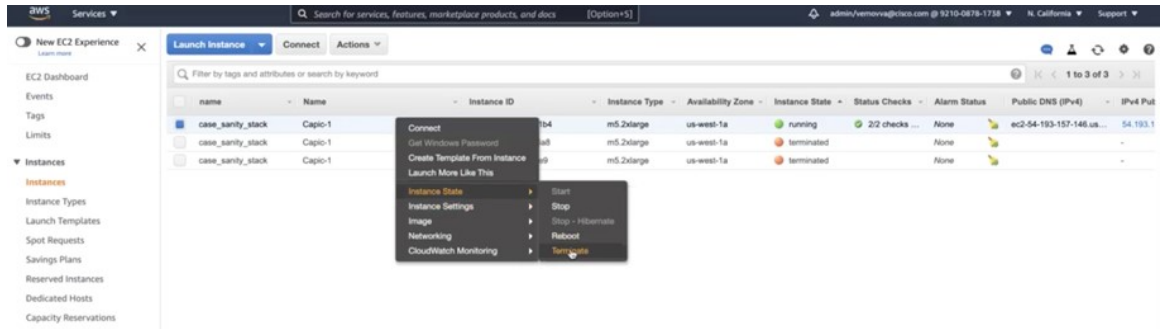 aws Services Search for services, features, marketplace products, and docs [Option+S] admin/vemovva@cisco.com @ 9210-0878-1738 N. California Support
New EC2 Experience
Learn more
Launch Instance Connect Actions
EC2 Dashboard
Events
Tags
Limits
Instances
Instances
Instance Types
Launch Templates
Spot Requests
Savings Plans
Reserved Instances
Dedicated Hosts
Capacity Reservations
Filter by tags and attributes or search by keyword 1 to 3 of 3
name Name Instance ID Instance Type Availability Zone Instance State Status Checks Alarm Status Public DNS (IPv4) IPv4 Put
case_sanity_stack Capic-1 1b4 m5.2xlarge us-west-1a running 2/2 checks ... None ec2-54-193-157-146.us... 54.193.1
case_sanity_stack Capic-1 a8 m5.2xlarge us-west-1a terminated None -
case_sanity_stack Capic-1 e9 m5.2xlarge us-west-1a terminated None -
Connect
Get Windows Password
Create Template From Instance
Launch More Like This
Instance State
Instance Settings
Image
Networking
CloudWatch Monitoring
Start
Stop
Stop - Hibernate
Reboot
Terminate